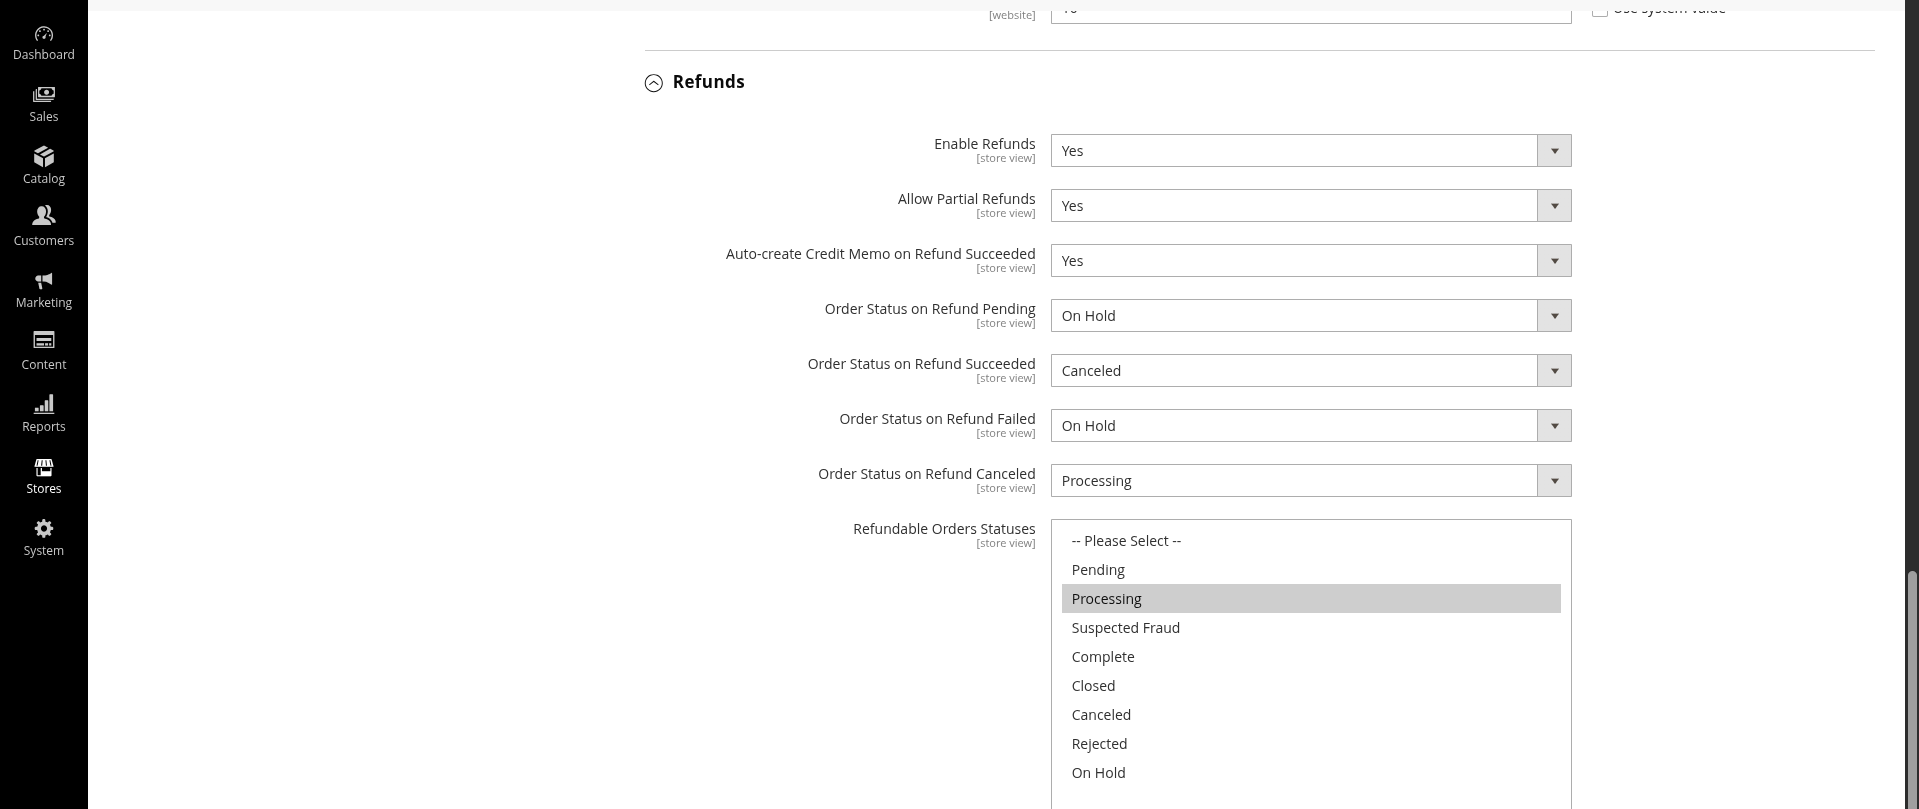 Dashboard
Sales
Catalog
Customers
Marketing
Content
Reports
Stores
System
[website]
Refunds
Enable Refunds
[store view]
Yes
Allow Partial Refunds
[store view]
Yes
Auto-create Credit Memo on Refund Succeeded
[store view]
Yes
Order Status on Refund Pending
[store view]
On Hold
Order Status on Refund Succeeded
[store view]
Canceled
Order Status on Refund Failed
[store view]
On Hold
Order Status on Refund Canceled
[store view]
Processing
Refundable Orders Statuses
[store view]
-- Please Select --
Pending
Processing
Suspected Fraud
Complete
Closed
Canceled
Rejected
On Hold